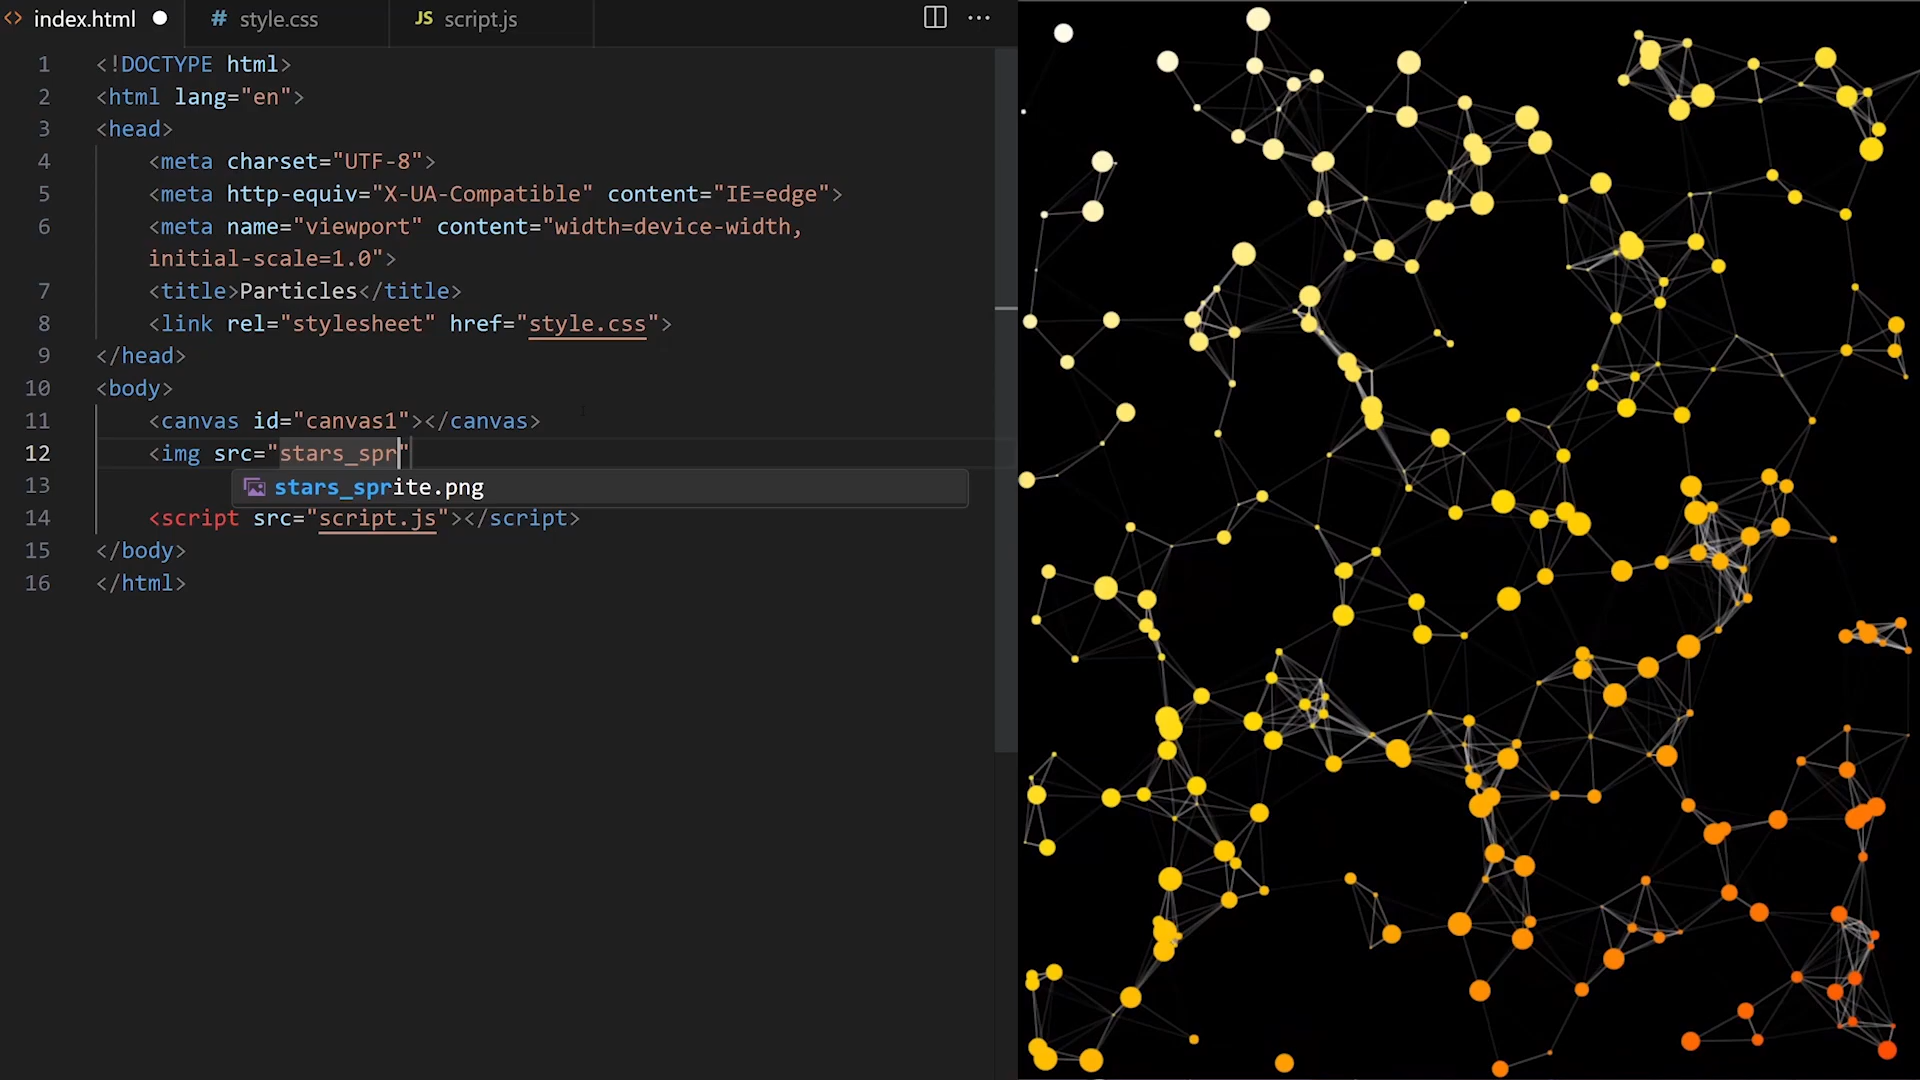 index.html
# style.css
JS script.js
1 <!DOCTYPE html>
2 <html lang="en">
3 <head>
4 <meta charset="UTF-8">
5 <meta http-equiv="X-UA-Compatible" content="IE=edge">
6 <meta name="viewport" content="width=device-width,
initial-scale=1.0">
7 <title>Particles</title>
8 <link rel="stylesheet" href="style.css">
9 </head>
10 <body>
11 <canvas id="canvas1"></canvas>
12 <img src="stars_spr"
13 stars_sprite.png
14 <script src="script.js"></script>
15 </body>
16 </html>